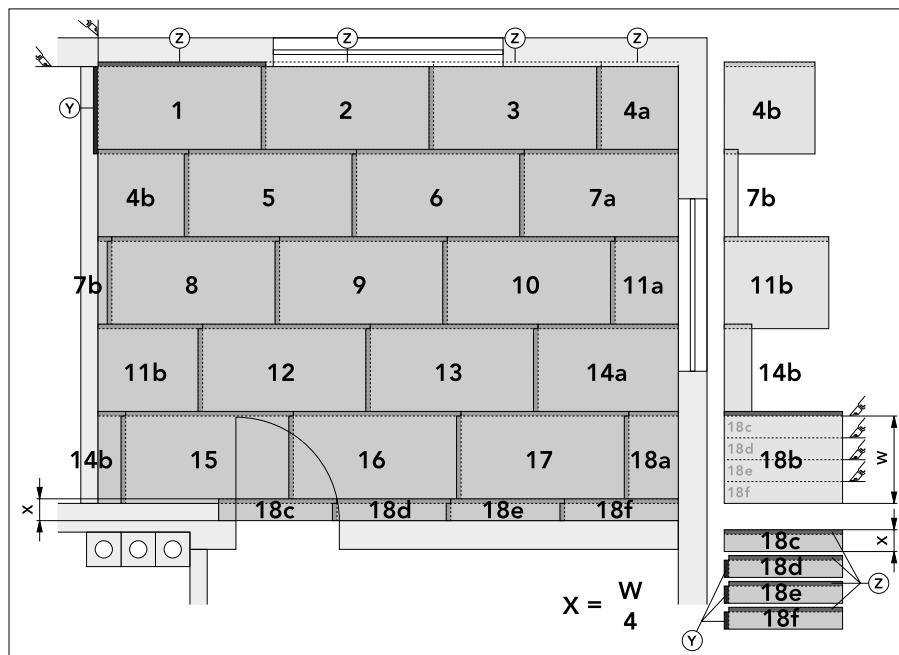 Z Z Z Z
Y
1 2 3 4a 4b
4b 5 6 7a 7b
7b 8 9 10 11a 11b
11b 12 13 14a 14b
18c
18d
18e
18f
18b
W
14b 15 16 17 18a
X
18c 18d 18e 18f
18c
X
18d
Z
18e
18f
Y
X = W
4